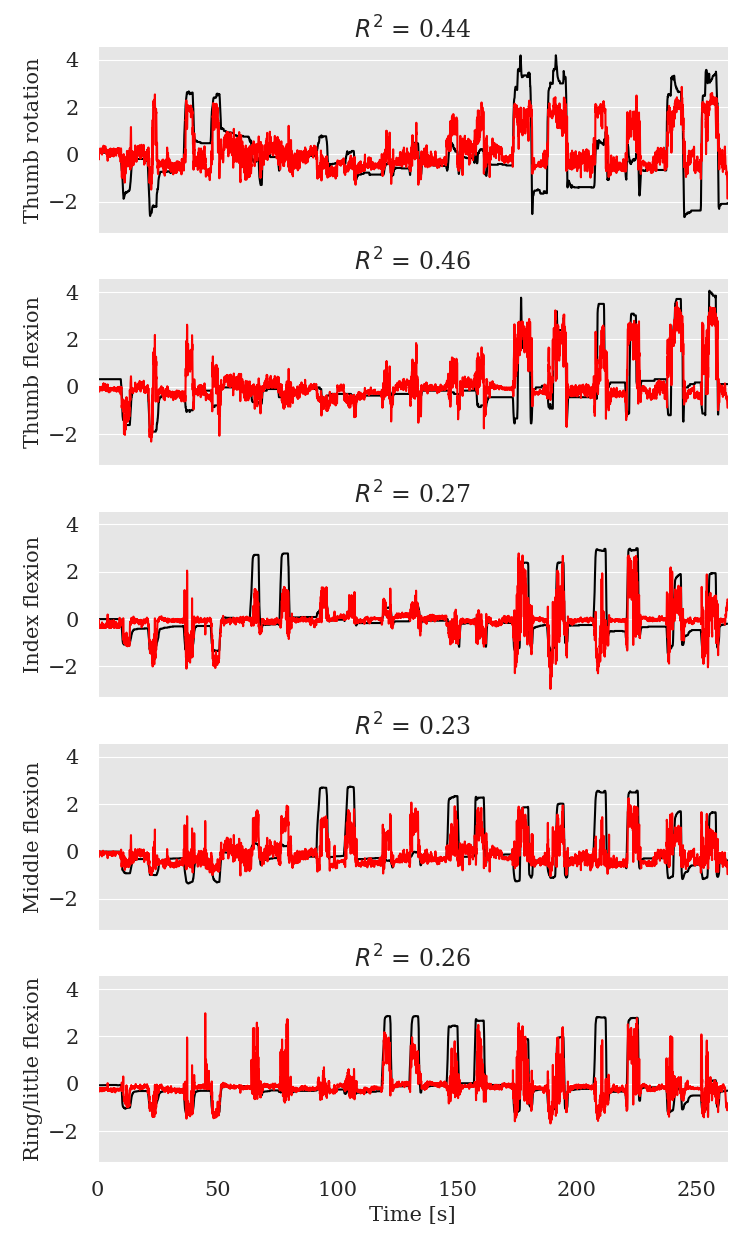 R² = 0.44
Thumb rotation
4
2
0
−2
R² = 0.46
Thumb flexion
4
2
0
−2
R² = 0.27
Index flexion
4
2
0
−2
R² = 0.23
Middle flexion
4
2
0
−2
R² = 0.26
Ring/little flexion
4
2
0
−2
0 50 100 150 200 250
Time [s]